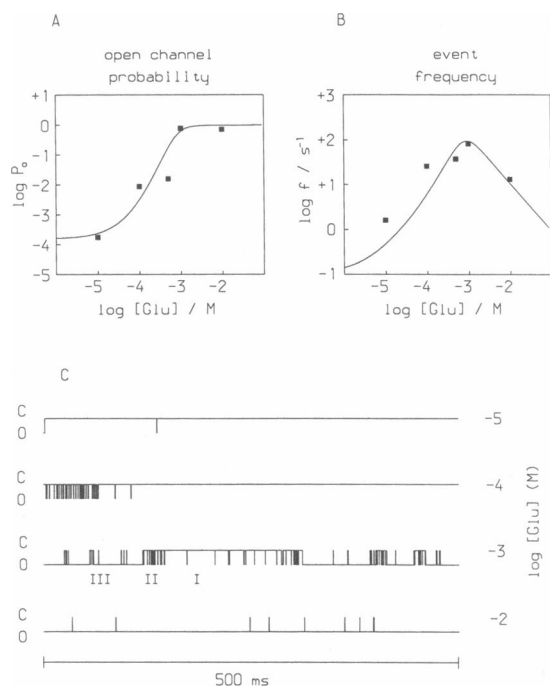 A
open channel
probability
+1
0
-1
-2
-3
-4
-5
log Po
-5 -4 -3 -2
log [Glu] / M
B
event
frequency
+3
+2
+1
0
-1
log f / s⁻¹
-5 -4 -3 -2
log [Glu] / M
C
C
O
-5
C
O
-4
C
O
-3
III II I
C
O
-2
log [Glu] (M)
500 ms